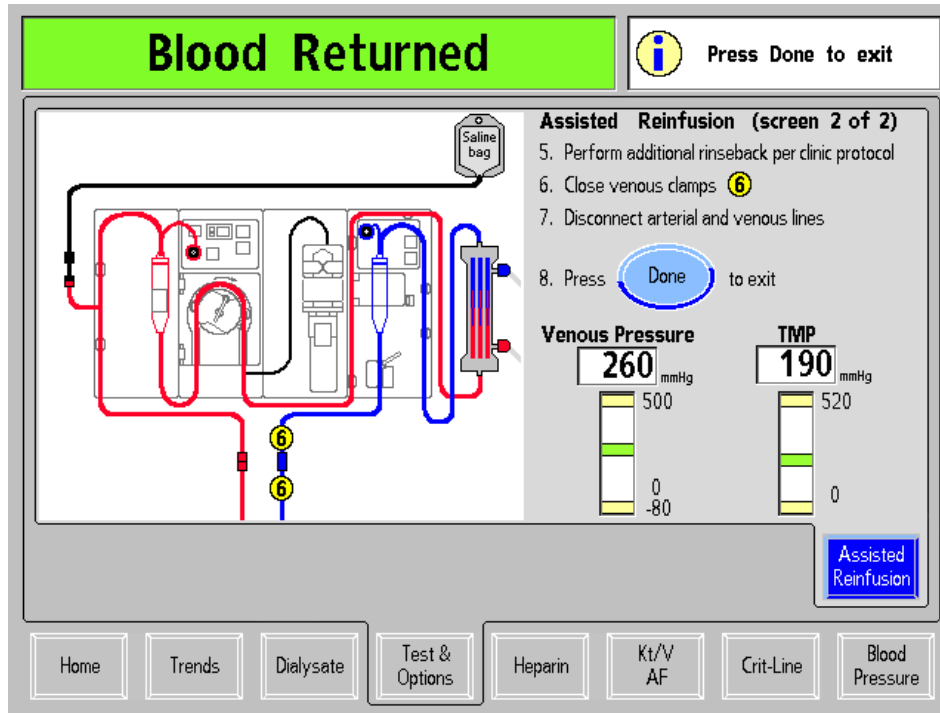 Blood Returned
Press Done to exit
Saline
bag
Assisted Reinfusion (screen 2 of 2)
5. Perform additional rinseback per clinic protocol
6. Close venous clamps 6
7. Disconnect arterial and venous lines
8. Press Done to exit
Venous Pressure
260 mmHg
500
0
-80
TMP
190 mmHg
520
0
6
6
Assisted
Reinfusion
Home
Trends
Dialysate
Test &
Options
Heparin
Kt/V
AF
Crit-Line
Blood
Pressure